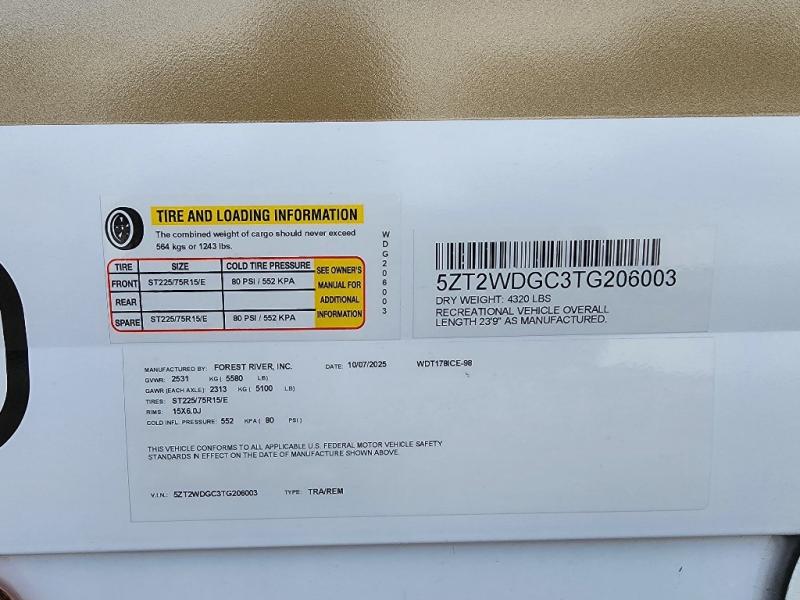 TIRE AND LOADING INFORMATION
The combined weight of cargo should never exceed
564 kgs or 1243 lbs.
TIRE SIZE COLD TIRE PRESSURE
FRONT ST225/75R15/E 80 PSI / 552 KPA
REAR
SPARE ST225/75R15/E 80 PSI / 552 KPA
SEE OWNER'S
MANUAL FOR
ADDITIONAL
INFORMATION
WDG206003
5ZT2WDGC3TG206003
DRY WEIGHT: 4320 LBS
RECREATIONAL VEHICLE OVERALL
LENGTH 23'9" AS MANUFACTURED.
MANUFACTURED BY: FOREST RIVER, INC. DATE: 10/07/2025 WDT178ICE-98
GVWR: 2531 KG ( 5580 LB)
GAWR (EACH AXLE): 2313 KG ( 5100 LB)
TIRES: ST225/75R15/E
RIMS: 15X6.0J
COLD INFL. PRESSURE: 552 KPA ( 80 PSI)
THIS VEHICLE CONFORMS TO ALL APPLICABLE U.S. FEDERAL MOTOR VEHICLE SAFETY
STANDARDS IN EFFECT ON THE DATE OF MANUFACTURE SHOWN ABOVE.
V.I.N.: 5ZT2WDGC3TG206003 TYPE: TRA/REM